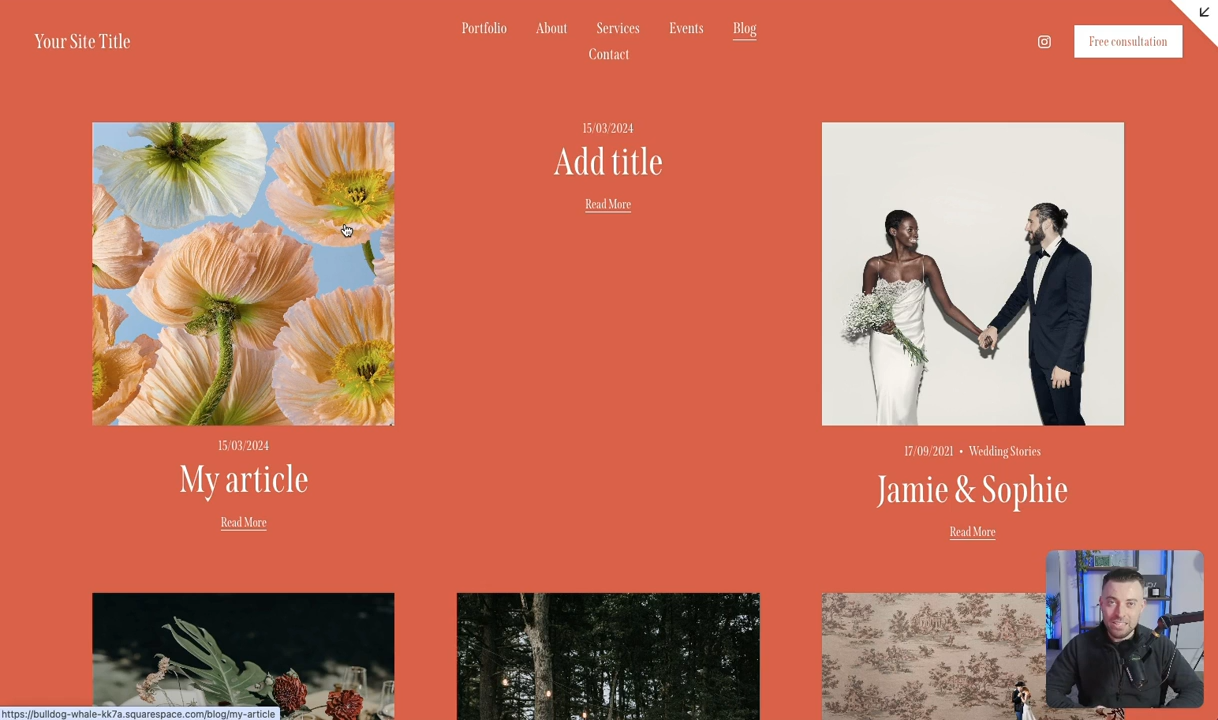 Your Site Title
Portfolio About Services Events Blog
Contact
Free consultation
15/03/2024
Add title
Read More
15/03/2024
My article
Read More
17/09/2021 • Wedding Stories
Jamie & Sophie
Read More
https://bulldog-whale-kk7a.squarespace.com/blog/my-article